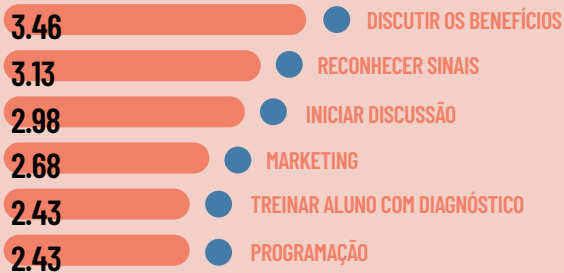 3.46 DISCUTIR OS BENEFÍCIOS
3.13 RECONHECER SINAIS
2.98 INICIAR DISCUSSÃO
2.68 MARKETING
2.43 TREINAR ALUNO COM DIAGNÓSTICO
2.43 PROGRAMAÇÃO